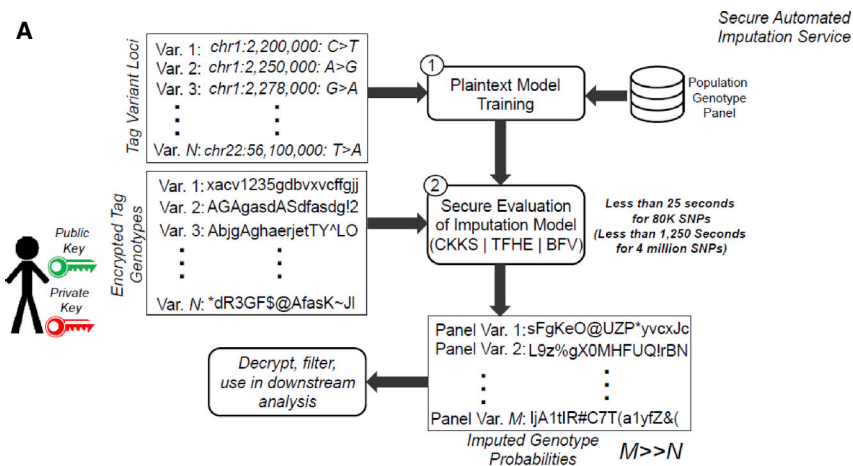 A
Secure Automated
Imputation Service
Tag Variant Loci
Var. 1: chr1:2,200,000: C>T
Var. 2: chr1:2,250,000: A>G
Var. 3: chr1:2,278,000: G>A
Var. N: chr22:56,100,000: T>A
1
Plaintext Model
Training
Population
Genotype
Panel
Encrypted Tag
Genotypes
Var. 1: xacv1235gdbvxvcffgjj
Var. 2: AGAgasdASdfasdg!2
Var. 3: AbjgAghaerjetTY^LO
Var. N: *dR3GF$@AfasK~JI
2
Secure Evaluation
of Imputation Model
(CKKS | TFHE | BFV)
Less than 25 seconds
for 80K SNPs
(Less than 1,250 Seconds
for 4 million SNPs)
Public
Key
Private
Key
Panel Var. 1: sFgKeO@UZP*yvcxJc
Panel Var. 2: L9z%gX0MHFUQ!rBN
Panel Var. M: IjA1tIR#C7T(a1yfZ&(
Decrypt, filter,
use in downstream
analysis
Imputed Genotype
Probabilities
M>>N